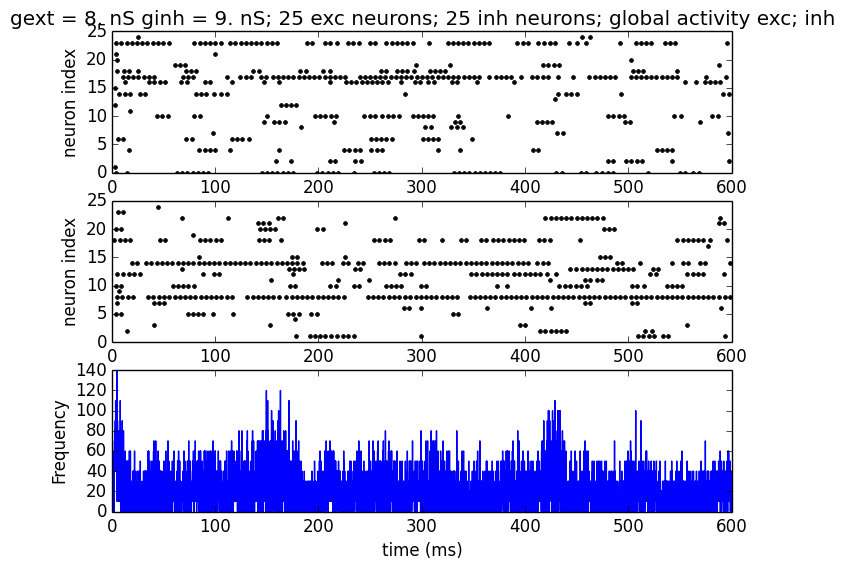 gext = 8. nS ginh = 9. nS; 25 exc neurons; 25 inh neurons; global activity exc; inh
25
20
15
10
5
0
neuron index
0 100 200 300 400 500 600
25
20
15
10
5
0
neuron index
0 100 200 300 400 500 600
140
120
100
80
60
40
20
0
Frequency
0 100 200 300 400 500 600
time (ms)